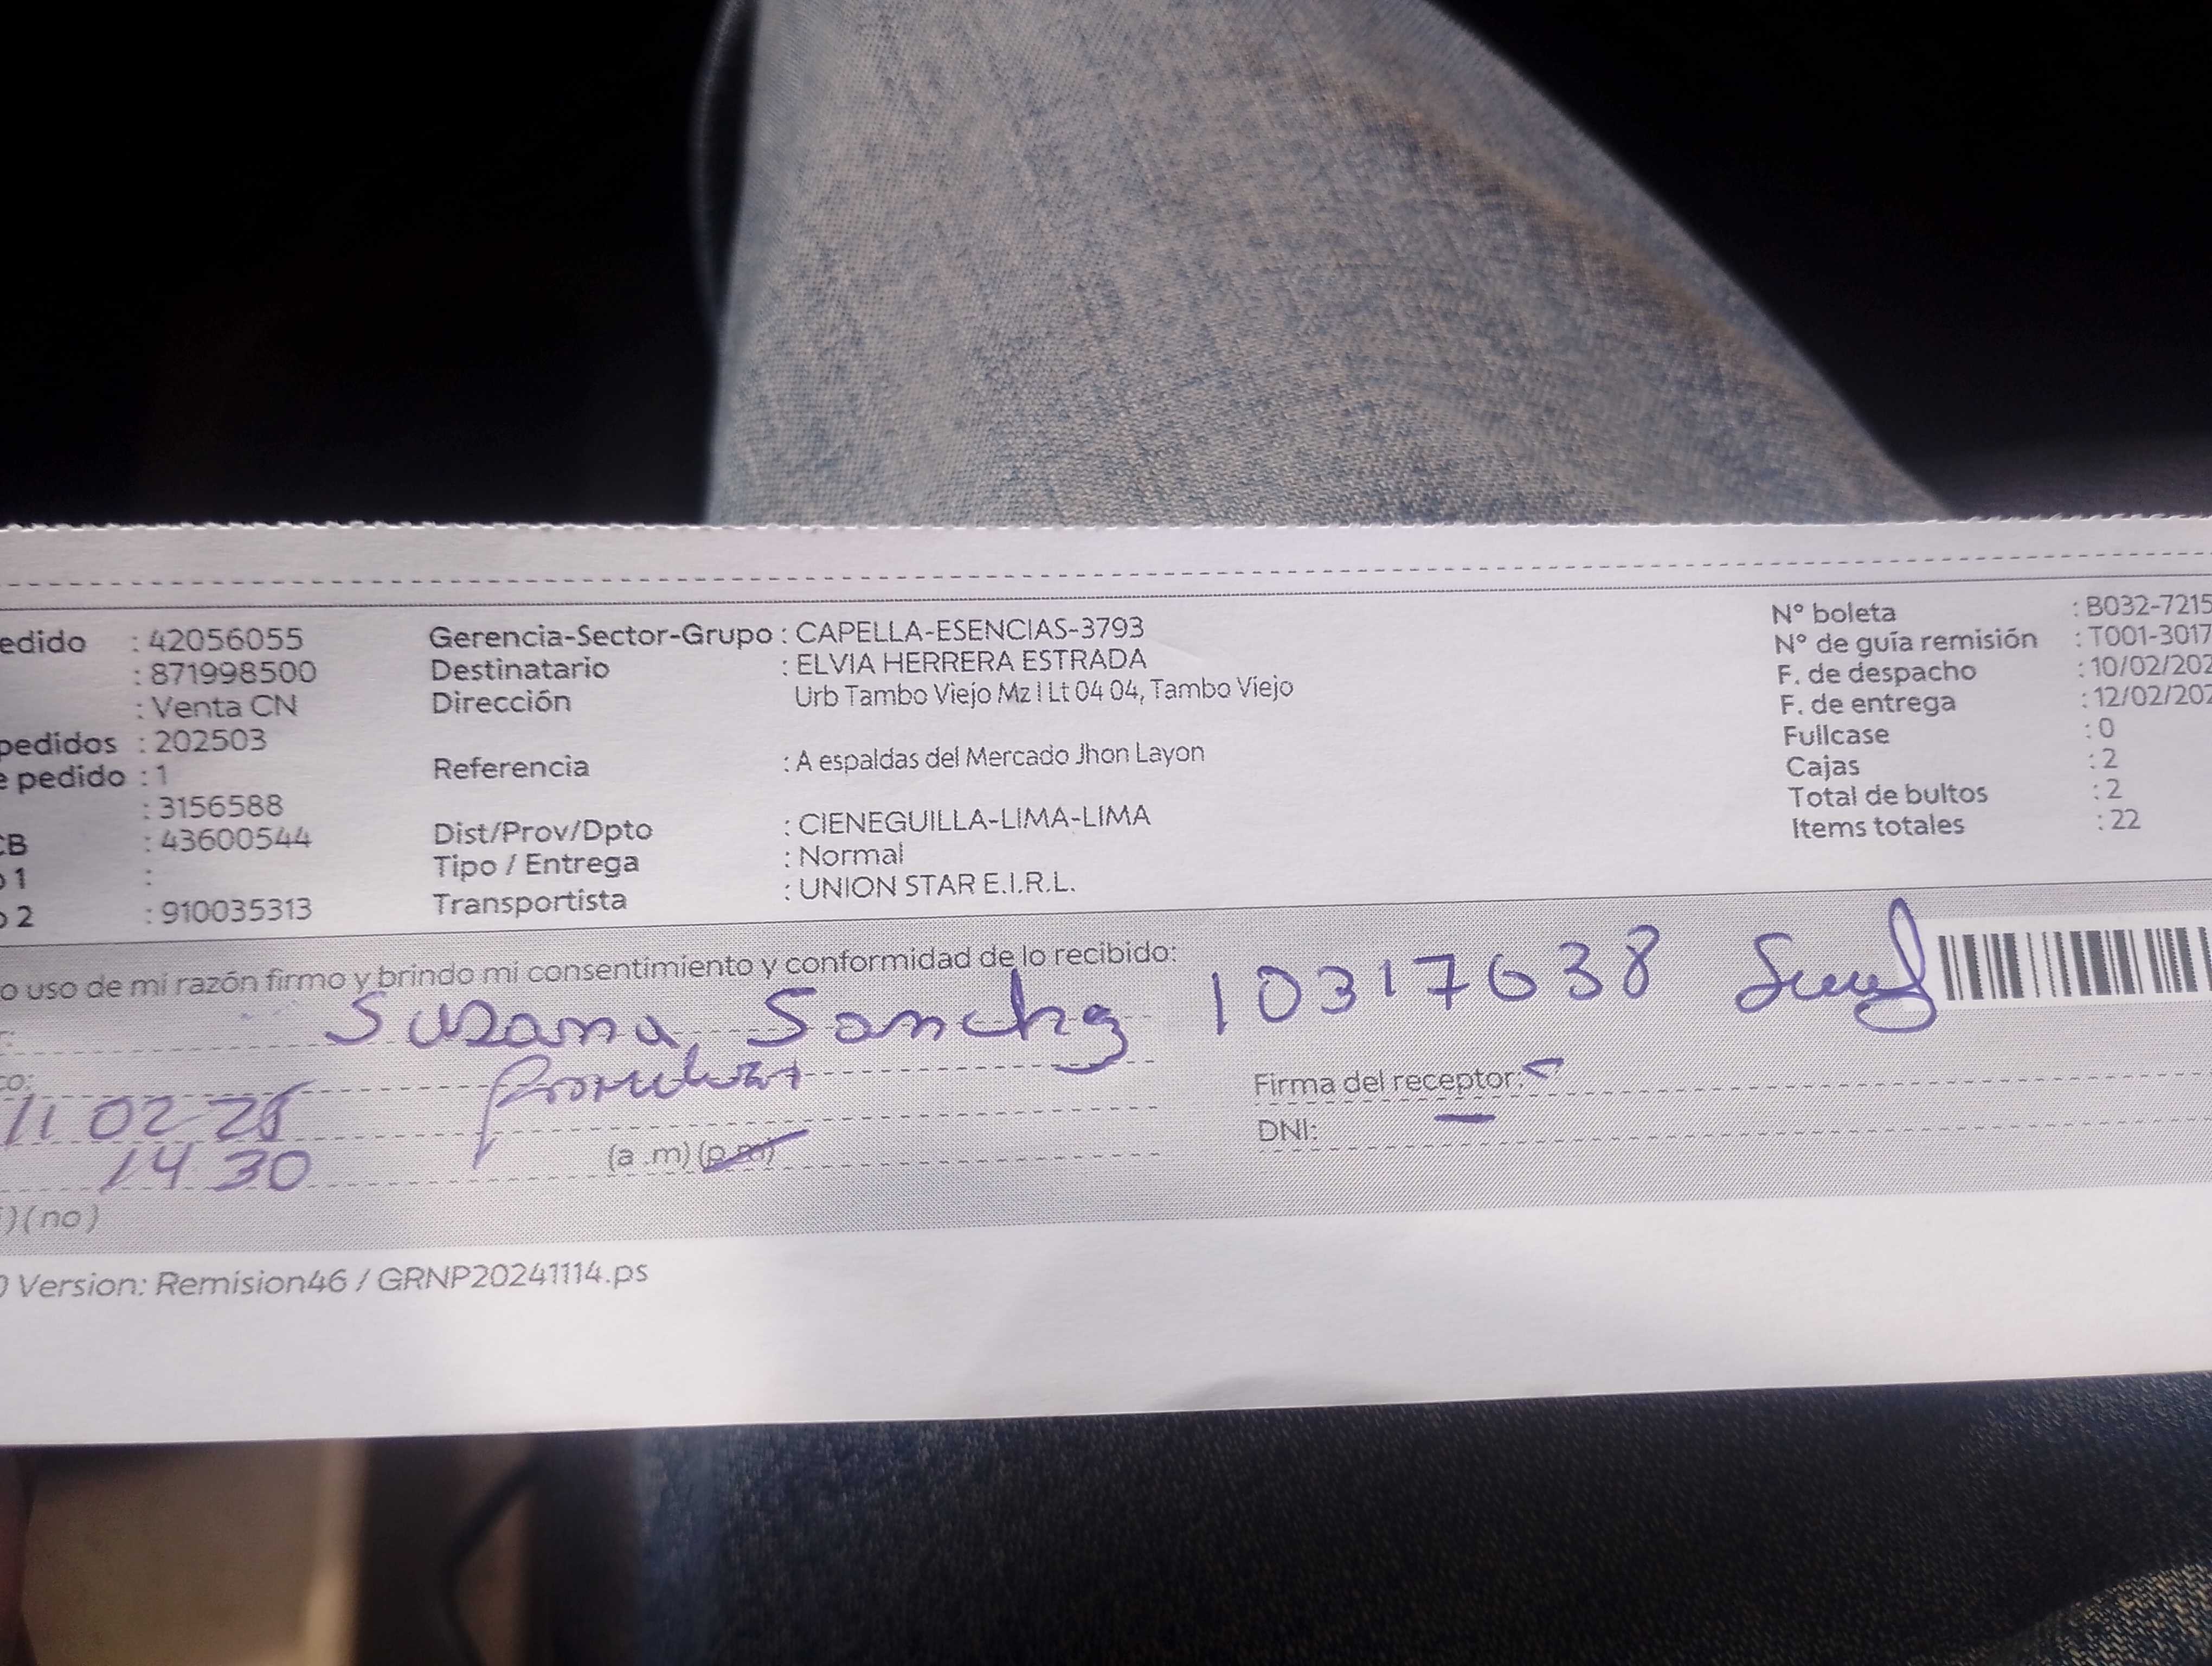 edido : 42056055 Gerencia-Sector-Grupo : CAPELLA-ESENCIAS-3793 N° boleta : B032-7215
: 871998500 Destinatario : ELVIA HERRERA ESTRADA N° de guía remisión : T001-3017
: Venta CN Dirección Urb Tambo Viejo Mz I Lt 04 04, Tambo Viejo F. de despacho : 10/02/202
pedidos : 202503 F. de entrega : 12/02/202
e pedido : 1 Referencia : A espaldas del Mercado Jhon Layon Fullcase : 0
: 3156588 Cajas : 2
CB : 43600544 Dist/Prov/Dpto : CIENEGUILLA-LIMA-LIMA Total de bultos : 2
o 1 : Tipo / Entrega : Normal Items totales : 22
o 2 : 910035313 Transportista : UNION STAR E.I.R.L.
o uso de mi razón firmo y brindo mi consentimiento y conformidad de lo recibido:
Susana Sanchez 10317638
co:
11 02 25 Firma del receptor:
14 30 (a .m) (p.m) DNI:
) (no)
Version: Remision46 / GRNP20241114.ps